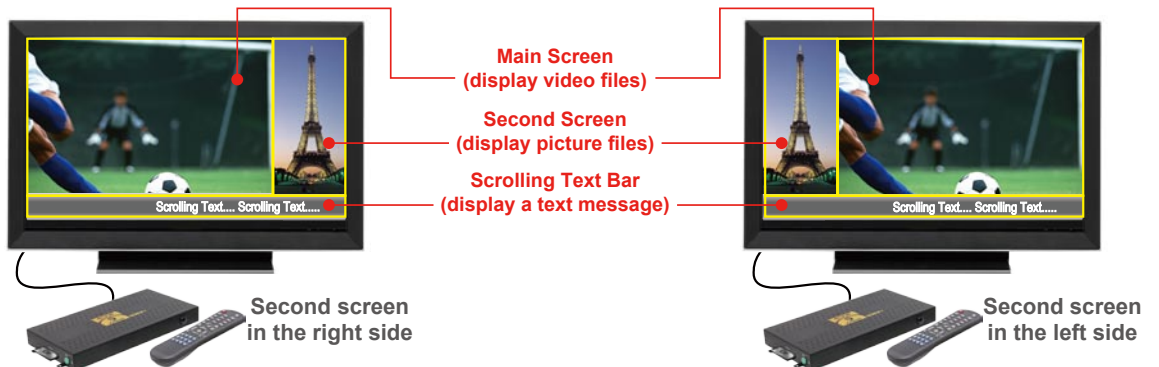 Main Screen
(display video files)
Second Screen
(display picture files)
Scrolling Text Bar
(display a text message)
Scrolling Text.... Scrolling Text.....
Scrolling Text.... Scrolling Text.....
Second screen
in the right side
Second screen
in the left side